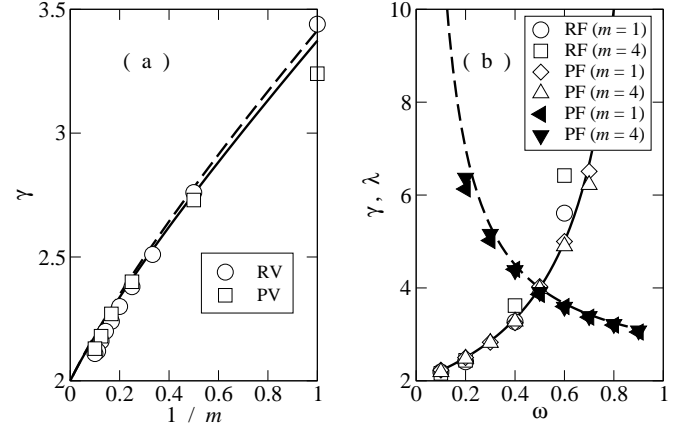 3.5
3
2.5
2
γ
( a )
RV
PV
0 0.2 0.4 0.6 0.8 1
1 / m
10
8
6
4
2
γ, λ
( b )
RF (m = 1)
RF (m = 4)
PF (m = 1)
PF (m = 4)
PF (m = 1)
PF (m = 4)
0 0.2 0.4 0.6 0.8 1
ω